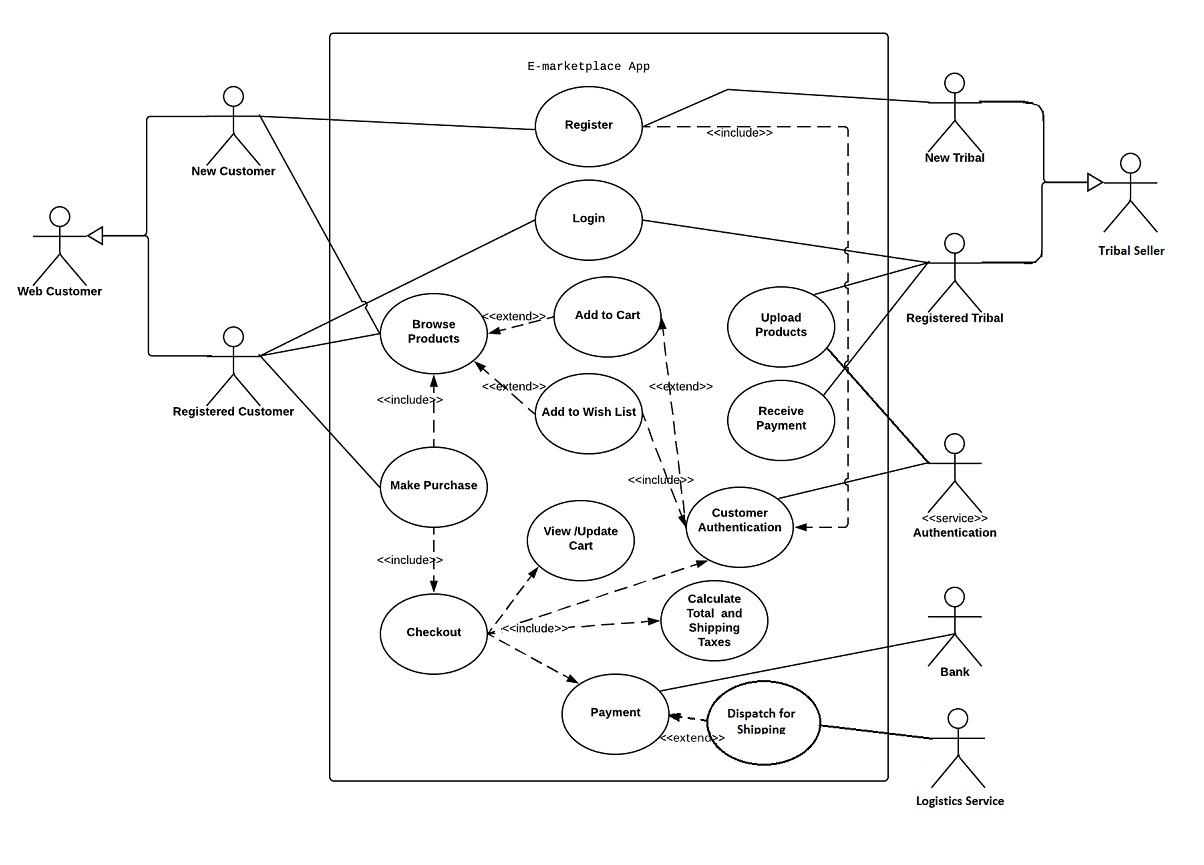 E-marketplace App
Register
<<include>>
New Customer
New Tribal
Login
Web Customer
Tribal Seller
Browse
Products
<<extend>>
Add to Cart
Upload
Products
Registered Tribal
Registered Customer
<<include>>
<<extend>>
Add to Wish List
<<extend>>
Receive
Payment
Make Purchase
<<include>>
Customer
Authentication
<<service>>
Authentication
View /Update
Cart
<<include>>
Checkout
<<include>>
Calculate
Total and
Shipping
Taxes
Bank
Payment
Dispatch for
Shipping
<<extend>>
Logistics Service